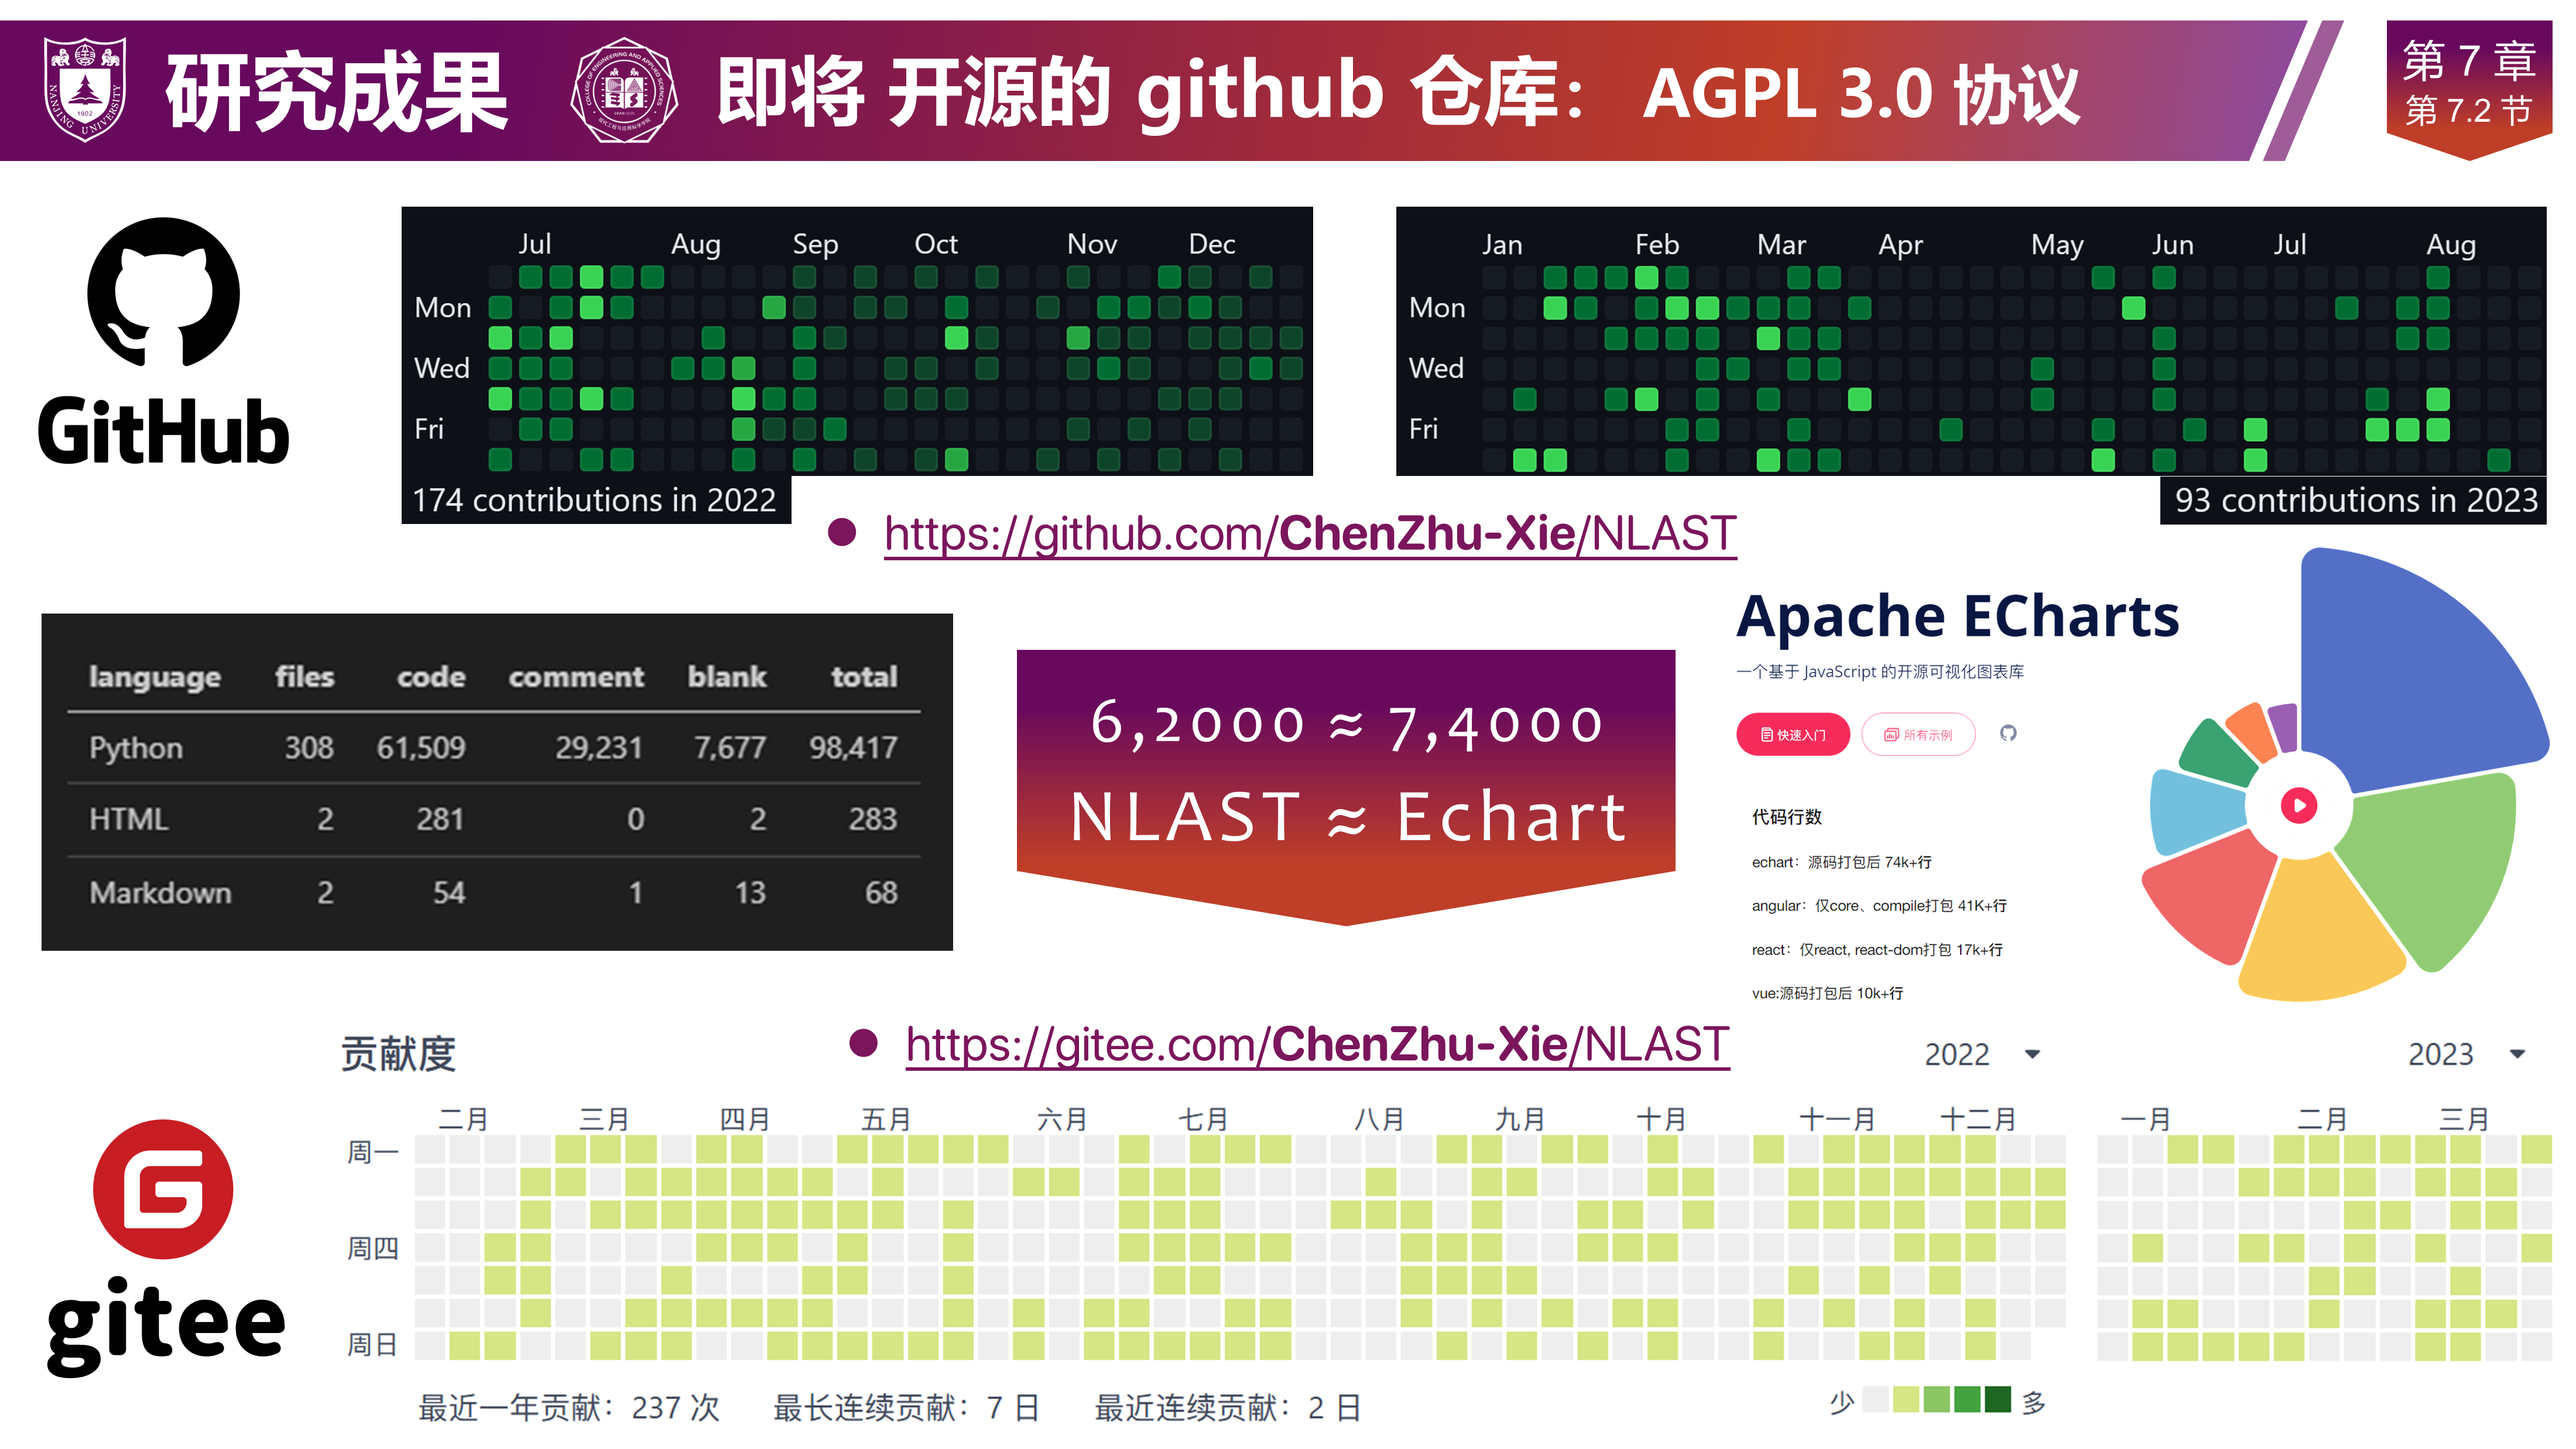 研究成果
即将 开源的 github 仓库： AGPL 3.0 协议
第 7 章
第 7.2 节
NANJING UNIVERSITY
1902
GitHub
Jul Aug Sep Oct Nov Dec
Mon
Wed
Fri
174 contributions in 2022
Jan Feb Mar Apr May Jun Jul Aug
Mon
Wed
Fri
93 contributions in 2023
https://github.com/ChenZhu-Xie/NLAST
language files code comment blank total
Python 308 61,509 29,231 7,677 98,417
HTML 2 281 0 2 283
Markdown 2 54 1 13 68
6,2000 ≈ 7,4000
NLAST ≈ Echart
Apache ECharts
一个基于 JavaScript 的开源可视化图表库
快速入门 所有示例
代码行数
echart：源码打包后 74k+行
angular：仅core、compile打包 41K+行
react：仅react, react-dom打包 17k+行
vue:源码打包后 10k+行
https://gitee.com/ChenZhu-Xie/NLAST
贡献度
2022
2023
二月 三月 四月 五月 六月 七月 八月 九月 十月 十一月 十二月
一月 二月 三月
周一
周四
周日
gitee
最近一年贡献：237 次 最长连续贡献：7 日 最近连续贡献：2 日
少 多